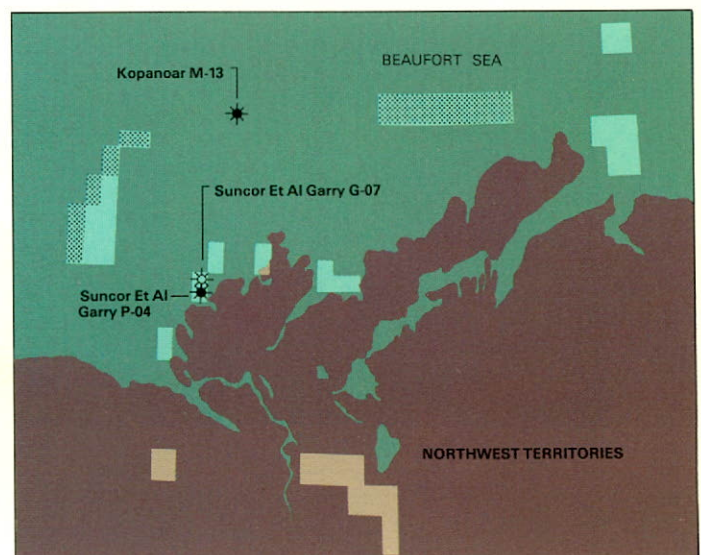 BEAUFORT SEA
Kopanoar M-13
Suncor Et Al Garry G-07
Suncor Et Al
Garry P-04
NORTHWEST TERRITORIES